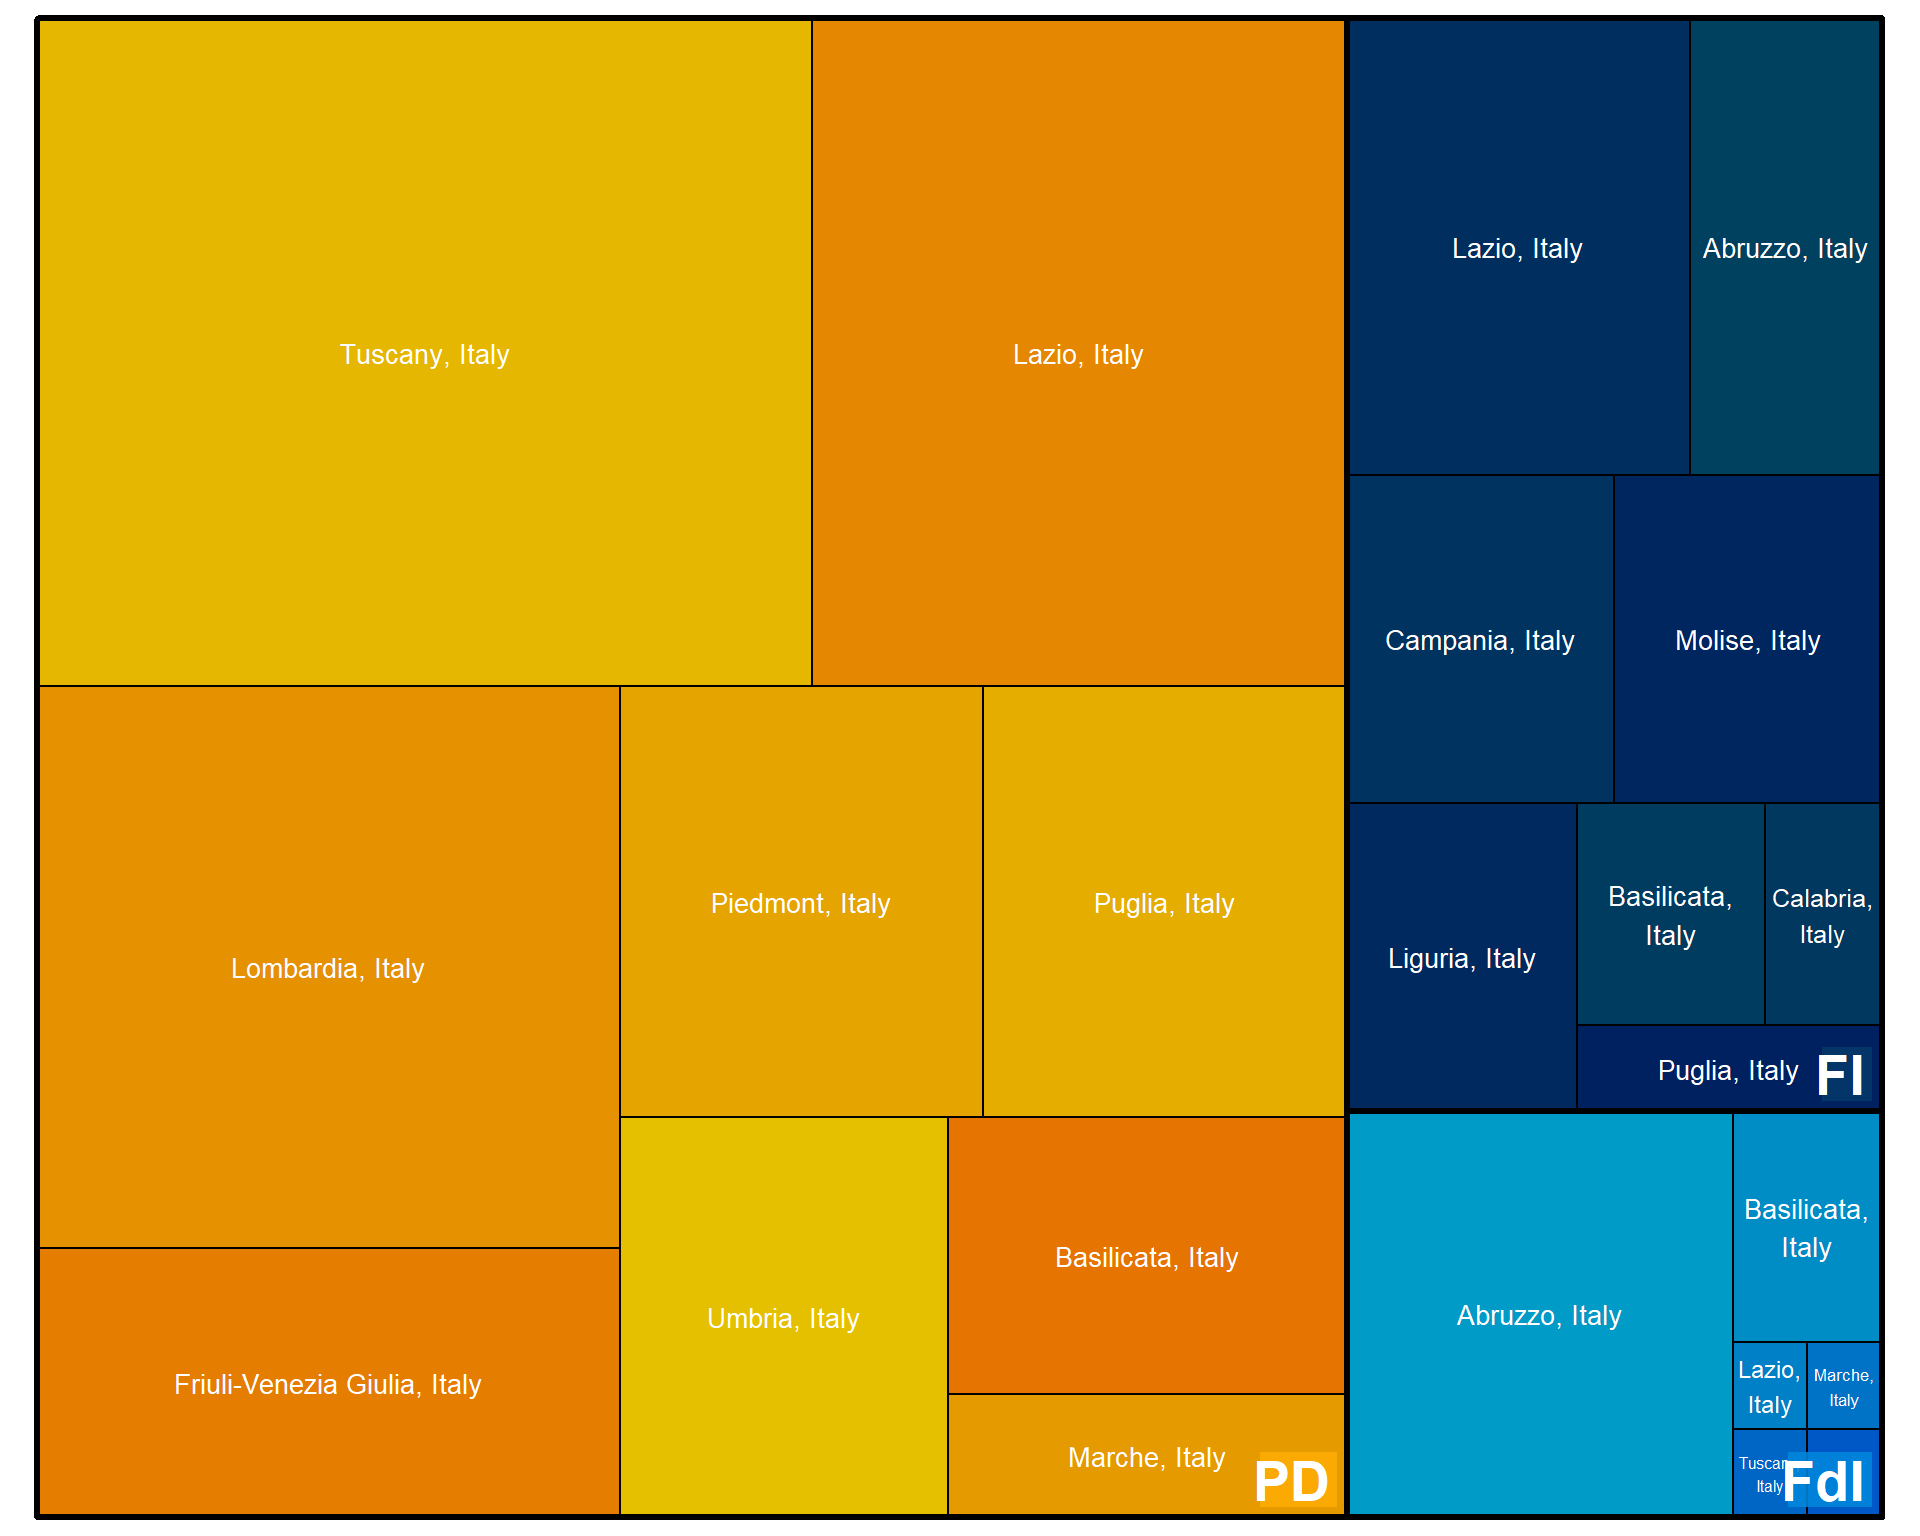 Tuscany, Italy
Lazio, Italy
Lombardia, Italy
Piedmont, Italy
Puglia, Italy
Friuli-Venezia Giulia, Italy
Umbria, Italy
Basilicata, Italy
Marche, Italy
PD
Lazio, Italy
Abruzzo, Italy
Campania, Italy
Molise, Italy
Liguria, Italy
Basilicata,
Italy
Calabria,
Italy
Puglia, Italy
FI
Abruzzo, Italy
Basilicata,
Italy
Lazio,
Italy
Marche,
Italy
Italy
FdI